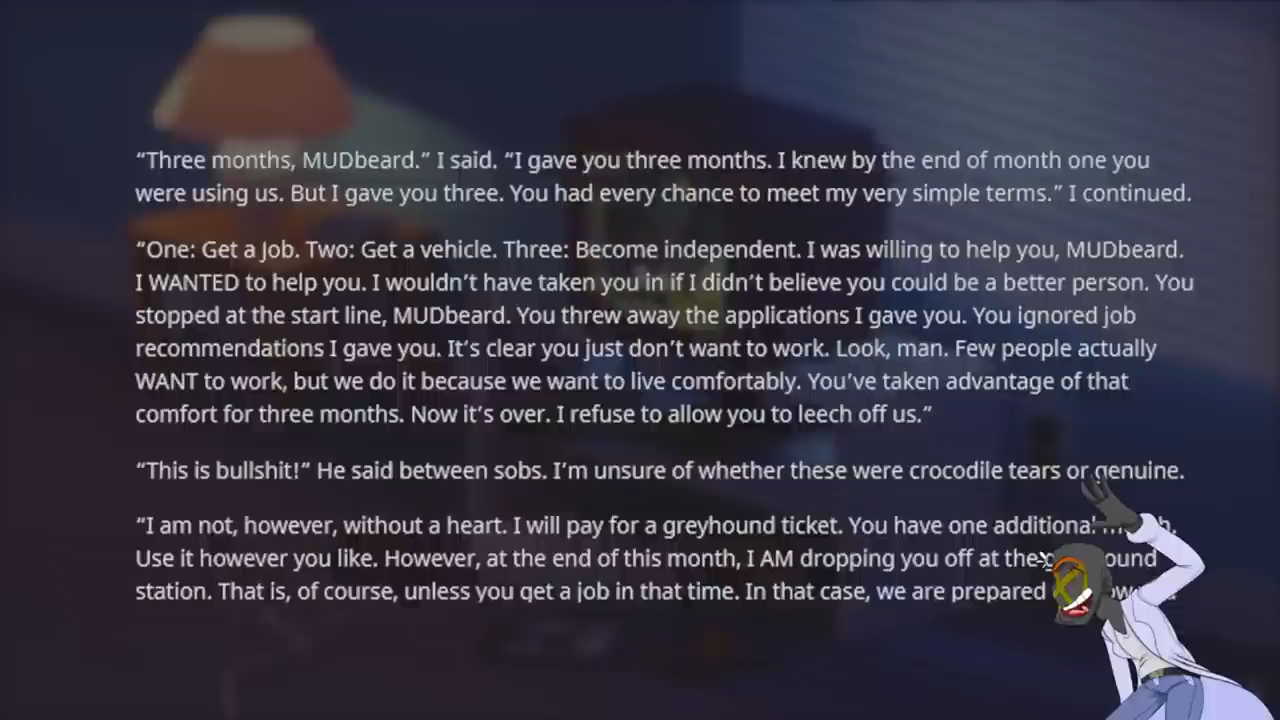 “Three months, MUDbeard.” I said. “I gave you three months. I knew by the end of month one you
were using us. But I gave you three. You had every chance to meet my very simple terms.” I continued.
“One: Get a Job. Two: Get a vehicle. Three: Become independent. I was willing to help you, MUDbeard.
I WANTED to help you. I wouldn’t have taken you in if I didn’t believe you could be a better person. You
stopped at the start line, MUDbeard. You threw away the applications I gave you. You ignored job
recommendations I gave you. It’s clear you just don’t want to work. Look, man. Few people actually
WANT to work, but we do it because we want to live comfortably. You’ve taken advantage of that
comfort for three months. Now it’s over. I refuse to allow you to leech off us.”
“This is bullshit!” He said between sobs. I’m unsure of whether these were crocodile tears or genuine.
“I am not, however, without a heart. I will pay for a greyhound ticket. You have one additional
Use it however you like. However, at the end of this month, I AM dropping you off at the
station. That is, of course, unless you get a job in that time. In that case, we are prepared